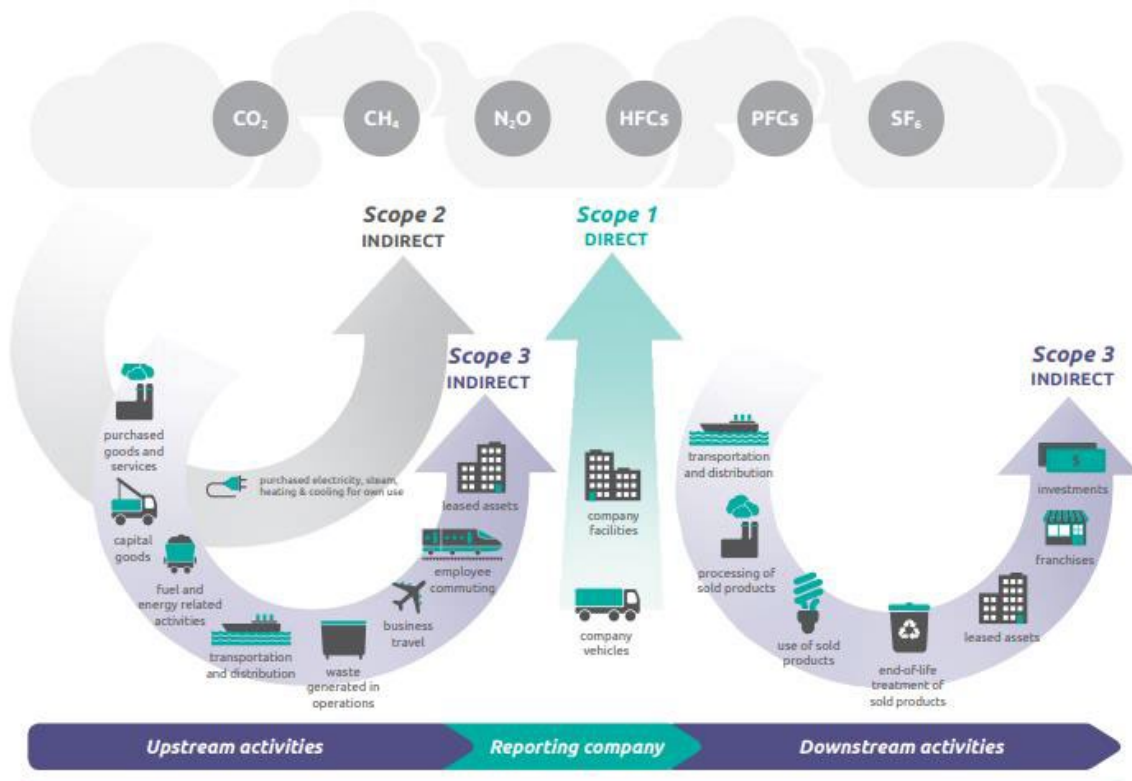 CO₂
CH₄
N₂O
HFCs
PFCs
SF₆
Scope 2
INDIRECT
Scope 1
DIRECT
Scope 3
INDIRECT
Scope 3
INDIRECT
purchased
goods and
services
capital
goods
fuel and
energy related
activities
purchased electricity, steam,
heating & cooling for own use
transportation
and distribution
waste
generated in
operations
business
travel
employee
commuting
leased assets
company
facilities
company
vehicles
transportation
and distribution
processing of
sold products
use of sold
products
end-of-life
treatment of
sold products
leased assets
franchises
$
investments
Upstream activities
Reporting company
Downstream activities